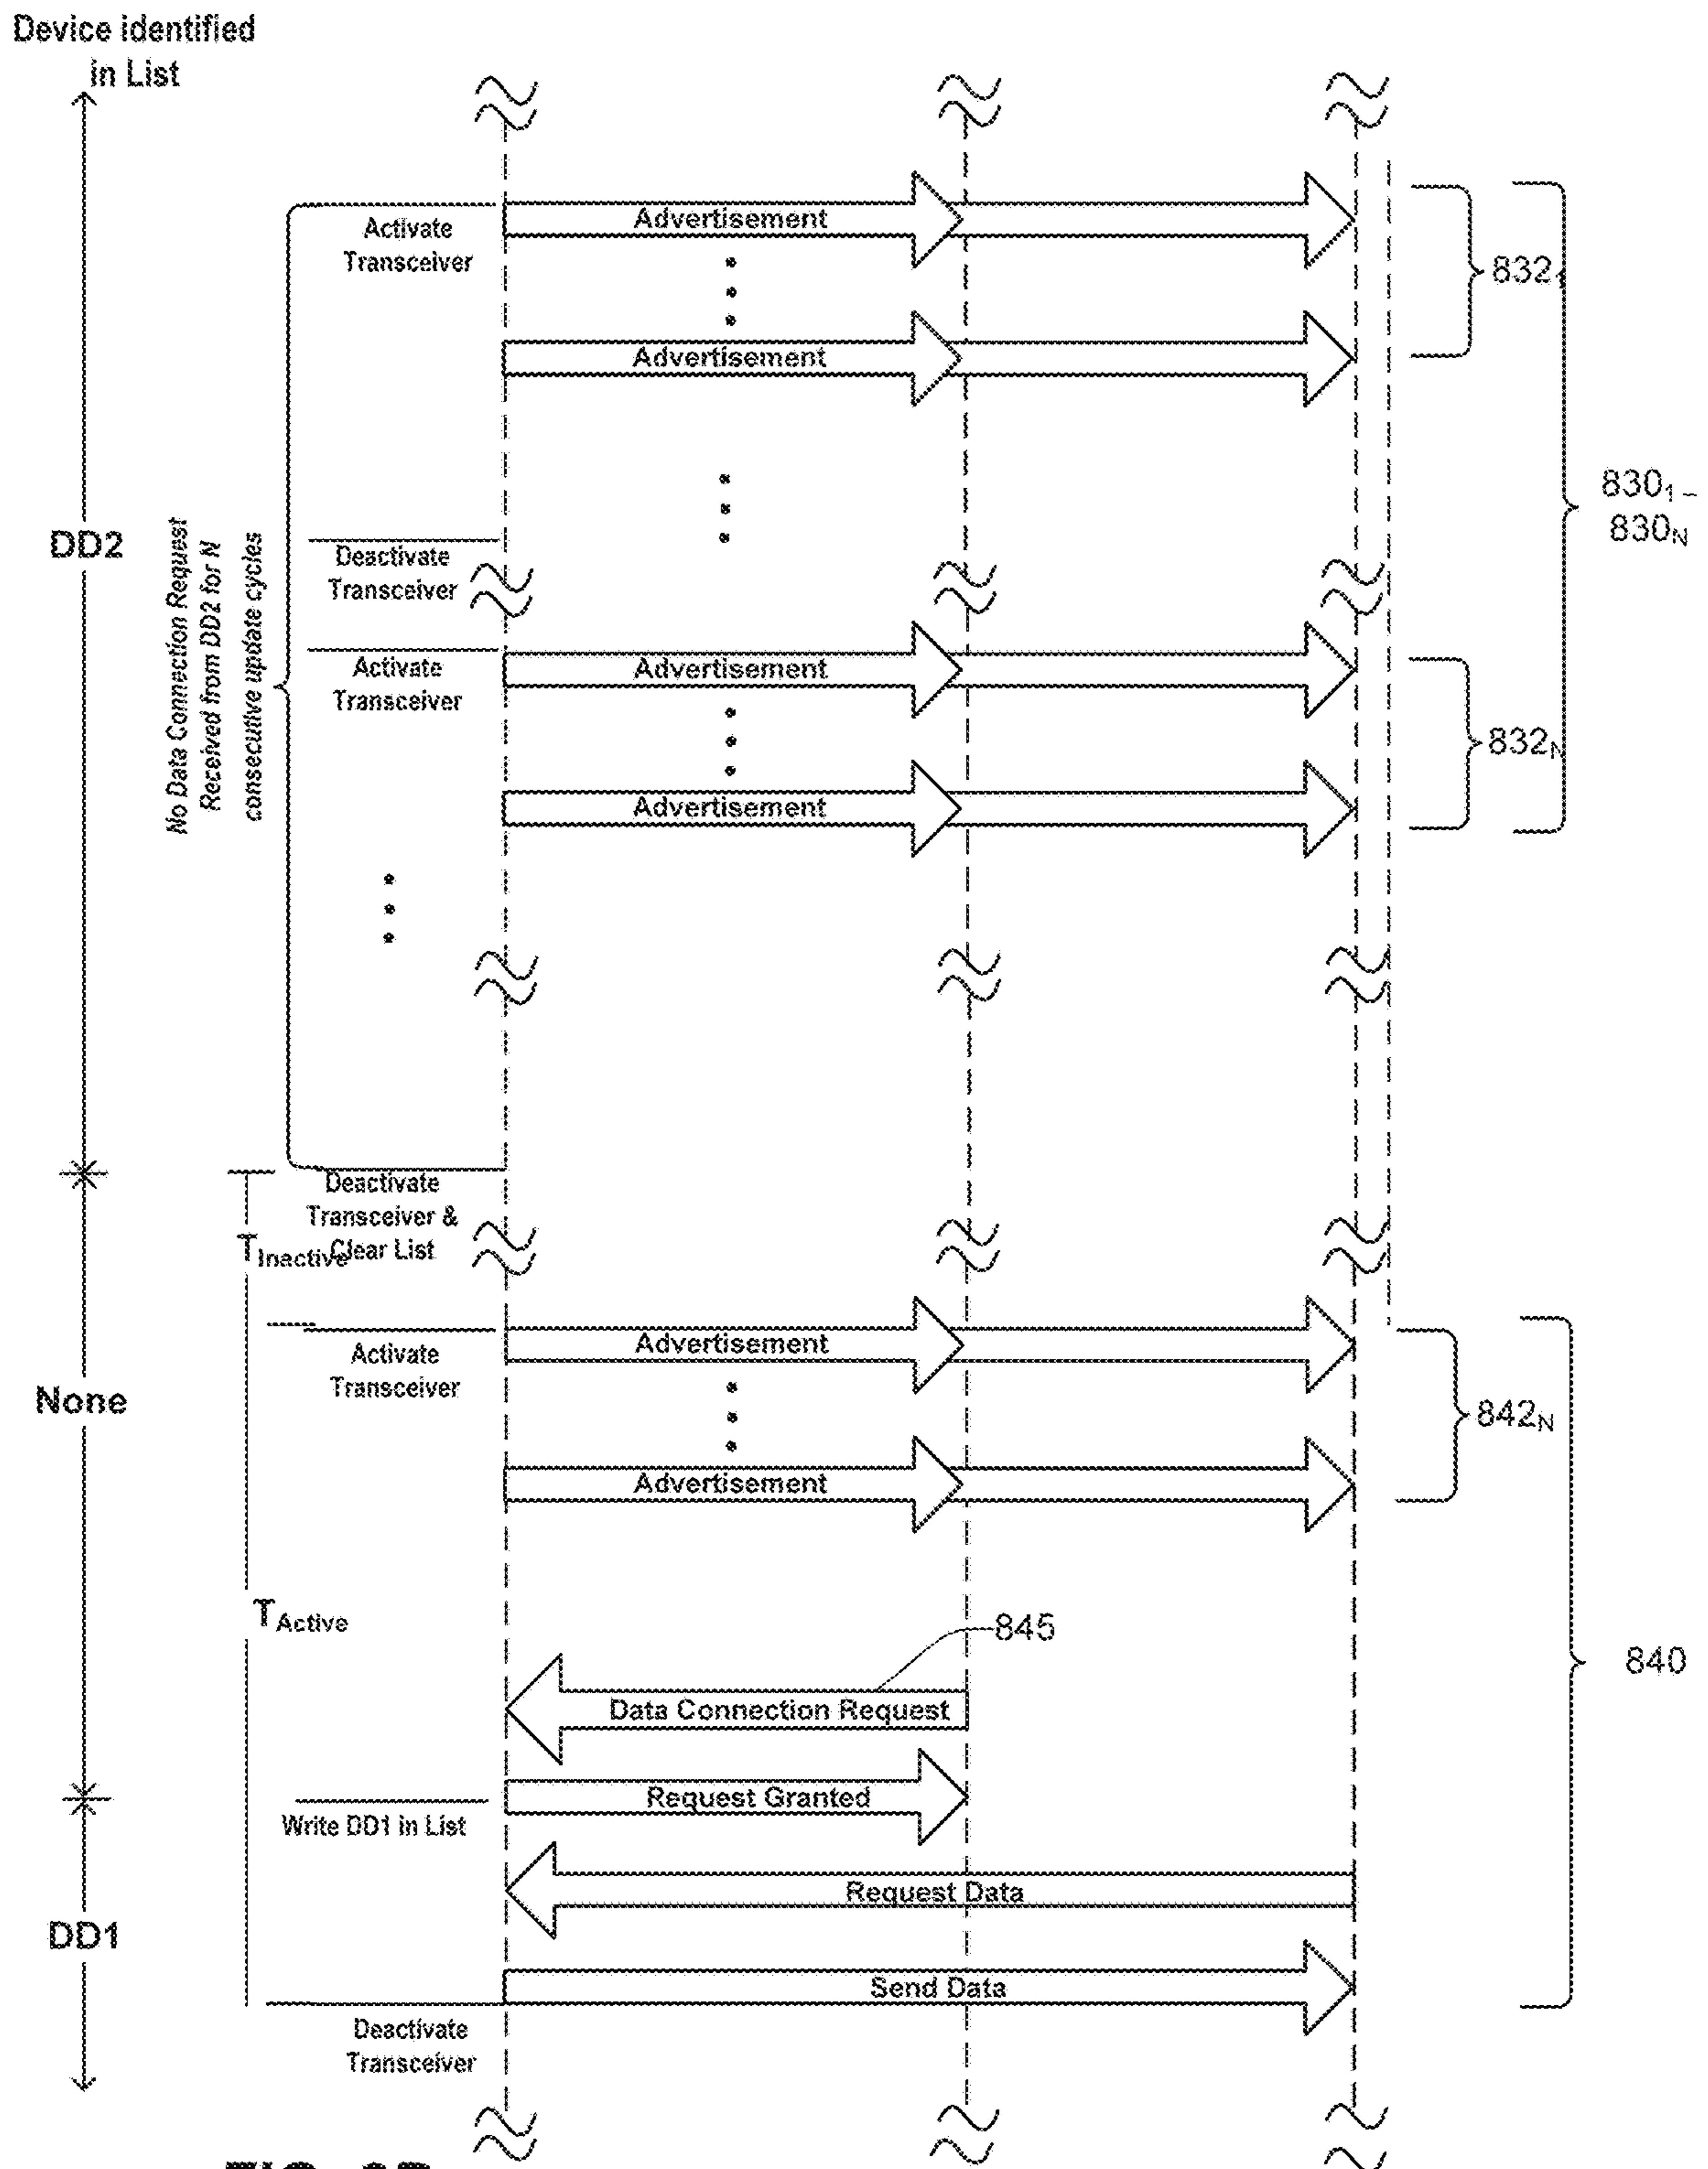 Device identified
in List
Activate
Transceiver
Advertisement
832
Advertisement
830₁ –
830N
DD2
No Data Connection Request
Received from DD2 for N
consecutive update cycles
Deactivate
Transceiver
Activate
Transceiver
Advertisement
832N
Advertisement
Deactivate
Transceiver &
Clear List
TInactive
Activate
Transceiver
Advertisement
None
842N
Advertisement
TActive
845
840
Data Connection Request
Request Granted
Write DD1 in List
Request Data
DD1
Send Data
Deactivate
Transceiver